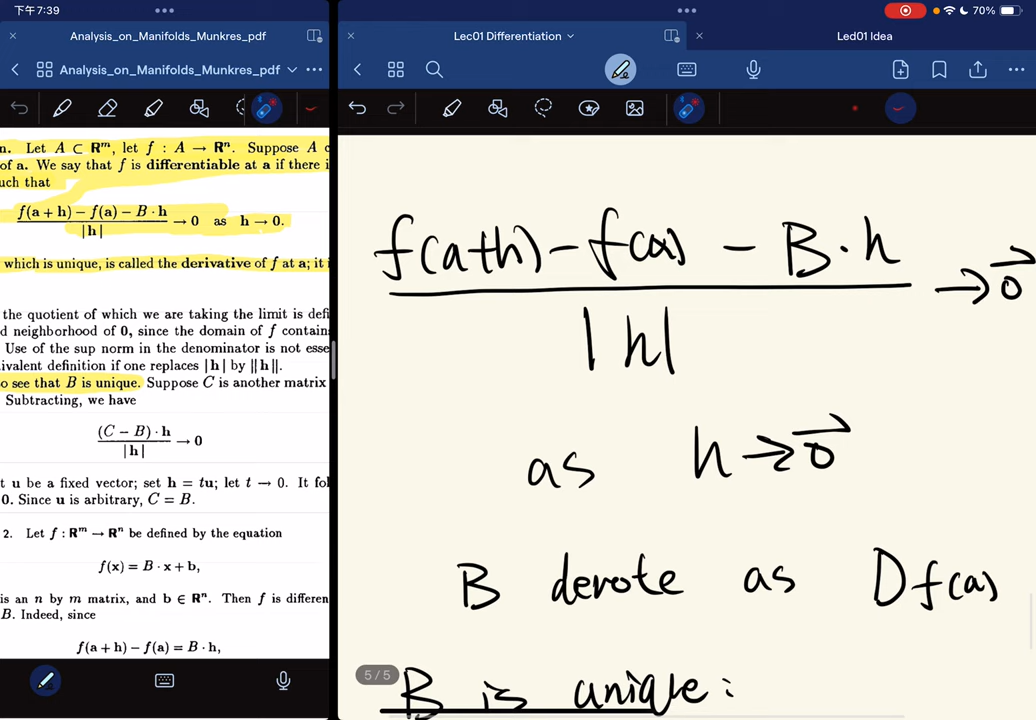 下午7:39
70%
Analysis_on_Manifolds_Munkres_pdf
Lec01 Differentiation
Led01 Idea
Analysis_on_Manifolds_Munkres_pdf
n. Let A ⊂ Rᵐ, let f : A → Rⁿ. Suppose A c
of a. We say that f is differentiable at a if there i
uch that
f(a + h) − f(a) − B · h
|h|
→ 0 as h → 0.
which is unique, is called the derivative of f at a; it i
the quotient of which we are taking the limit is defi
d neighborhood of 0, since the domain of f contain
Use of the sup norm in the denominator is not esse
ivalent definition if one replaces |h| by ||h||.
o see that B is unique. Suppose C is another matrix
Subtracting, we have
(C − B) · h
|h|
→ 0
t u be a fixed vector; set h = tu; let t → 0. It fol
0. Since u is arbitrary, C = B.
2. Let f : Rᵐ → Rⁿ be defined by the equation
f(x) = B · x + b,
is an n by m matrix, and b ∈ Rⁿ. Then f is differen
B. Indeed, since
f(a + h) − f(a) = B · h,
f(a+h) − f(a) − B · h
|h|
→ 0⃗
as h → 0⃗
B denote as Df(a)
5/5
B is unique: